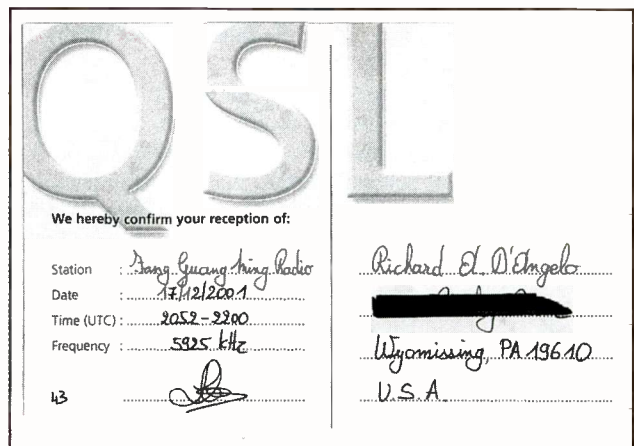 QSL
We hereby confirm your reception of:
Station : Fang Guang Ming Radio
Date : 17/12/2001
Time (UTC) : 2052-2200
Frequency : 5925 kHz
43
Richard A. D'Angelo
Wyomissing, PA 19610
U.S.A.